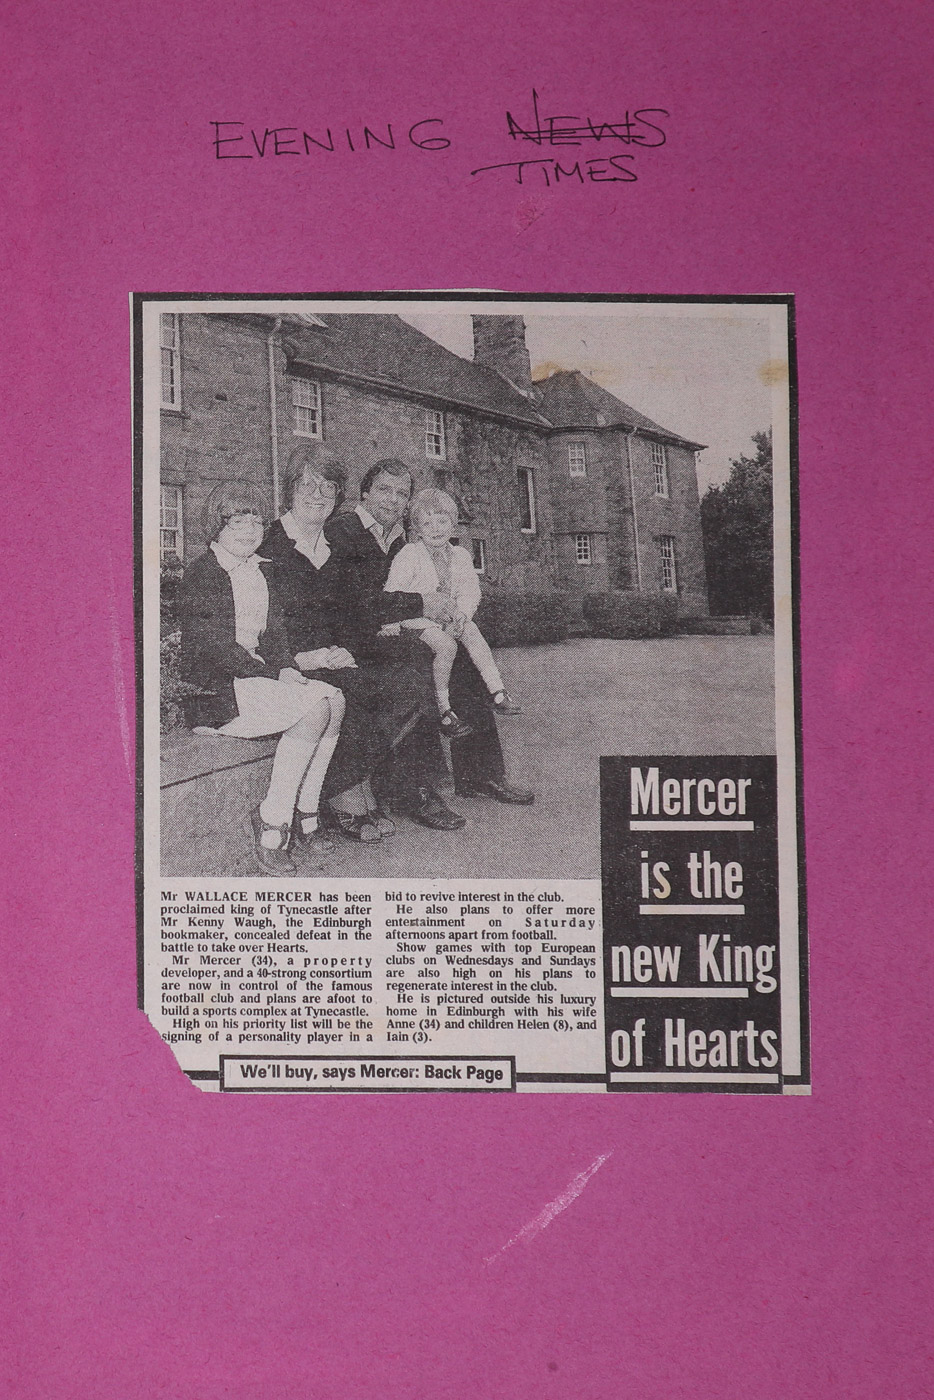 EVENING NEWS
TIMES
Mercer
is the
new King
of Hearts
Mr WALLACE MERCER has been
proclaimed king of Tynecastle after
Mr Kenny Waugh, the Edinburgh
bookmaker, concealed defeat in the
battle to take over Hearts.
Mr Mercer (34), a property
developer, and a 40-strong consortium
are now in control of the famous
football club and plans are afoot to
build a sports complex at Tynecastle.
High on his priority list will be the
signing of a personality player in a
bid to revive interest in the club.
He also plans to offer more
entertainment on Saturday
afternoons apart from football.
Show games with top European
clubs on Wednesdays and Sundays
are also high on his plans to
regenerate interest in the club.
He is pictured outside his luxury
home in Edinburgh with his wife
Anne (34) and children Helen (8), and
Iain (3).
We'll buy, says Mercer: Back Page